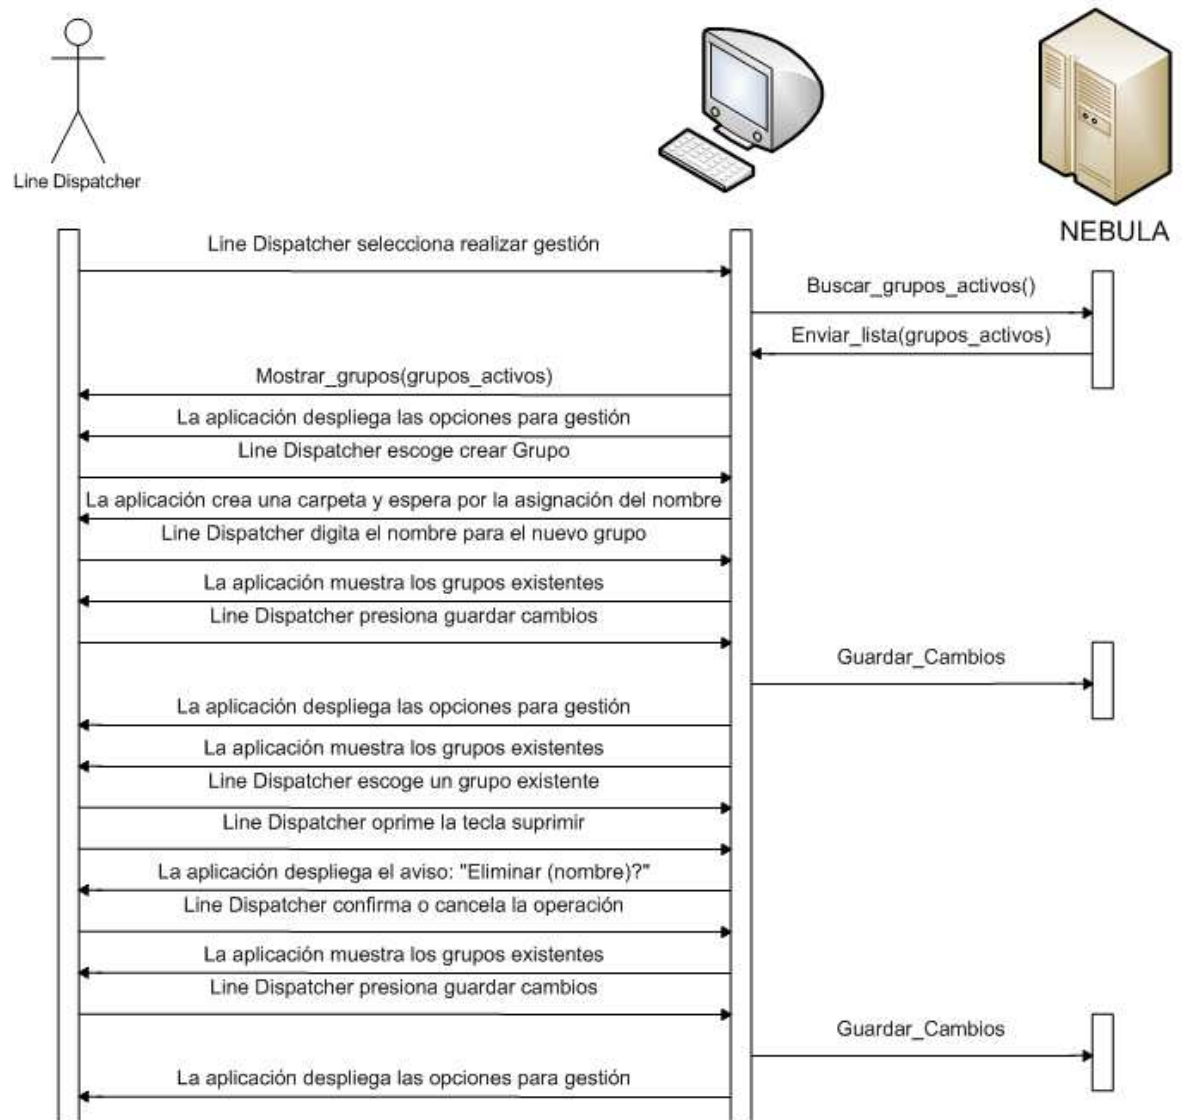 Line Dispatcher
NEBULA
Line Dispatcher selecciona realizar gestión
Buscar_grupos_activos()
Enviar_lista(grupos_activos)
Mostrar_grupos(grupos_activos)
La aplicación despliega las opciones para gestión
Line Dispatcher escoge crear Grupo
La aplicación crea una carpeta y espera por la asignación del nombre
Line Dispatcher digita el nombre para el nuevo grupo
La aplicación muestra los grupos existentes
Line Dispatcher presiona guardar cambios
Guardar_Cambios
La aplicación despliega las opciones para gestión
La aplicación muestra los grupos existentes
Line Dispatcher escoge un grupo existente
Line Dispatcher oprime la tecla suprimir
La aplicación despliega el aviso: "Eliminar (nombre)?"
Line Dispatcher confirma o cancela la operación
La aplicación muestra los grupos existentes
Line Dispatcher presiona guardar cambios
Guardar_Cambios
La aplicación despliega las opciones para gestión